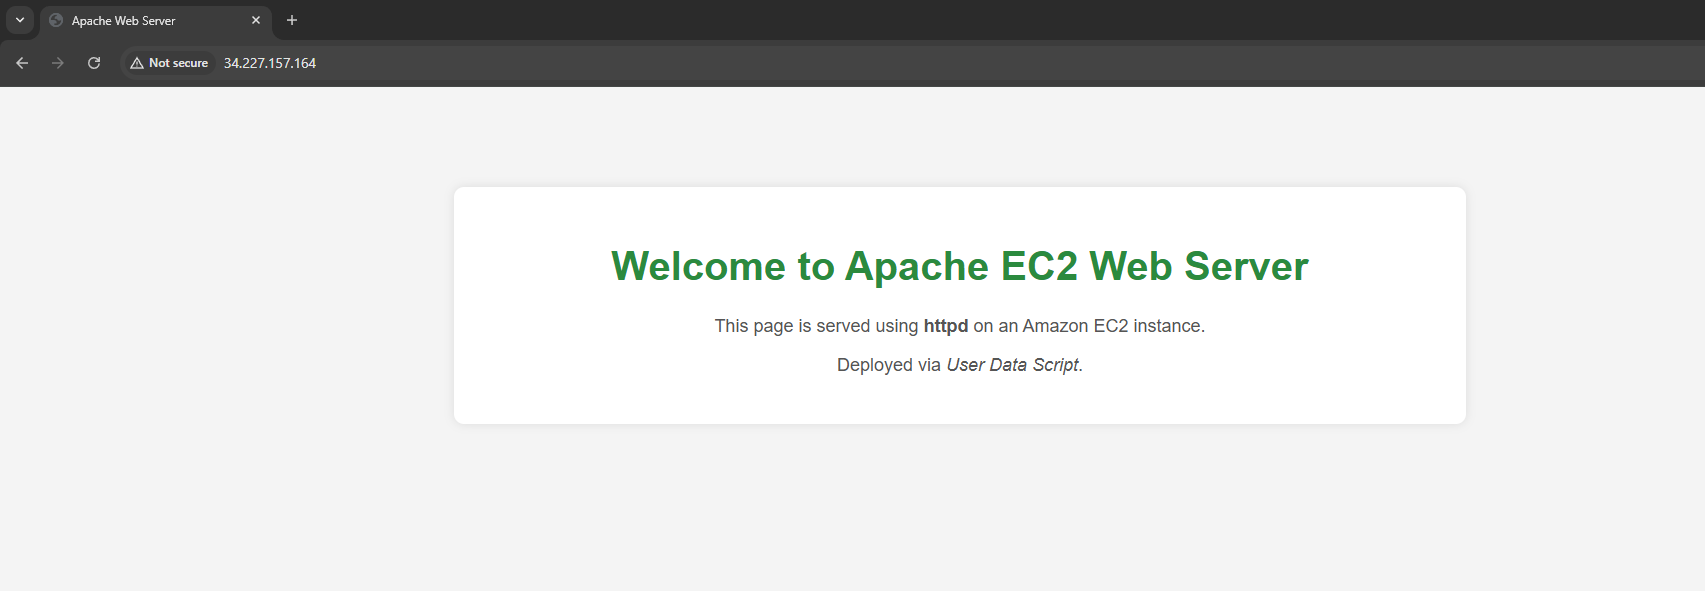 Apache Web Server
Not secure 34.227.157.164
Welcome to Apache EC2 Web Server
This page is served using httpd on an Amazon EC2 instance.
Deployed via User Data Script.